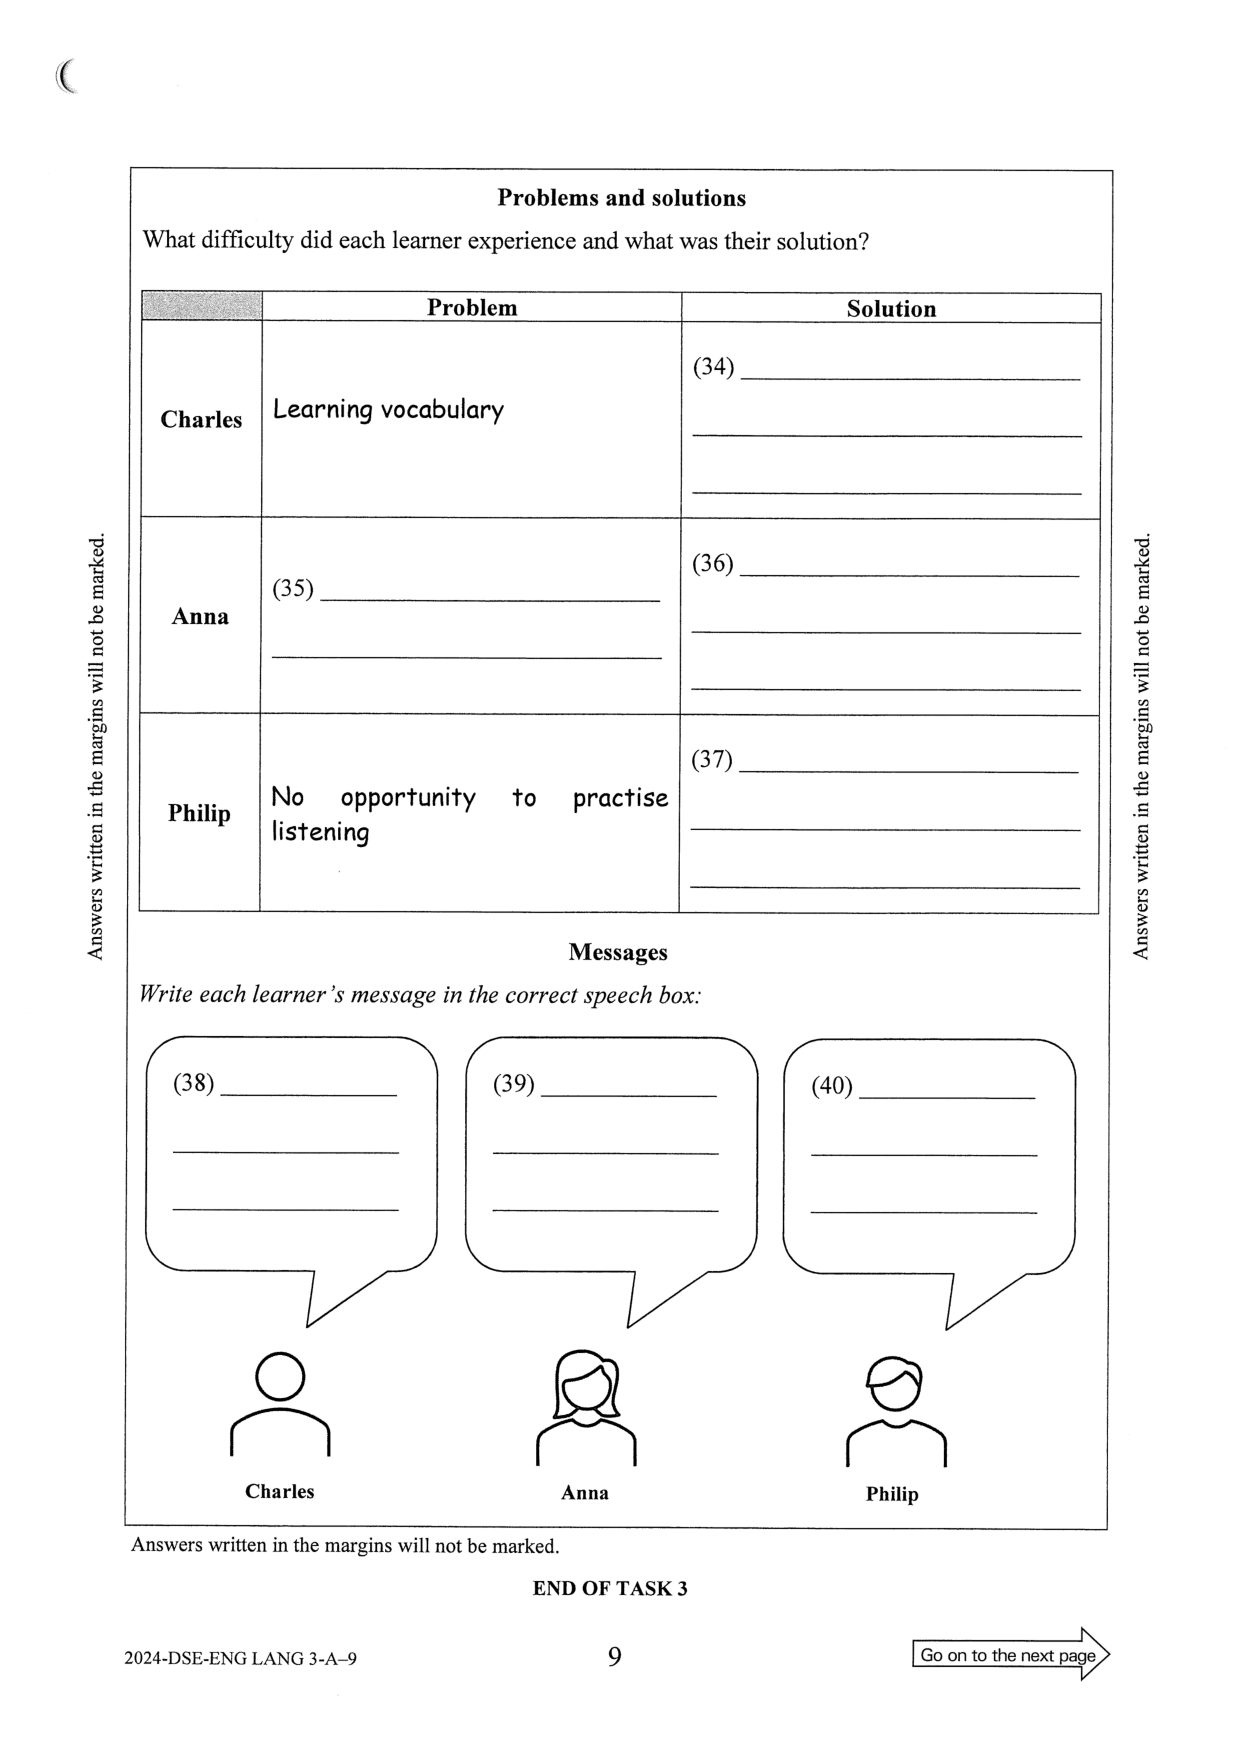 Problems and solutions
What difficulty did each learner experience and what was their solution?
Problem
Solution
Charles
Learning vocabulary
(34)
Anna
(35)
(36)
Philip
No opportunity to practise
listening
(37)
Messages
Write each learner's message in the correct speech box:
(38)
(39)
(40)
Charles
Anna
Philip
Answers written in the margins will not be marked.
Answers written in the margins will not be marked.
Answers written in the margins will not be marked.
END OF TASK 3
2024-DSE-ENG LANG 3-A–9
9
Go on to the next page